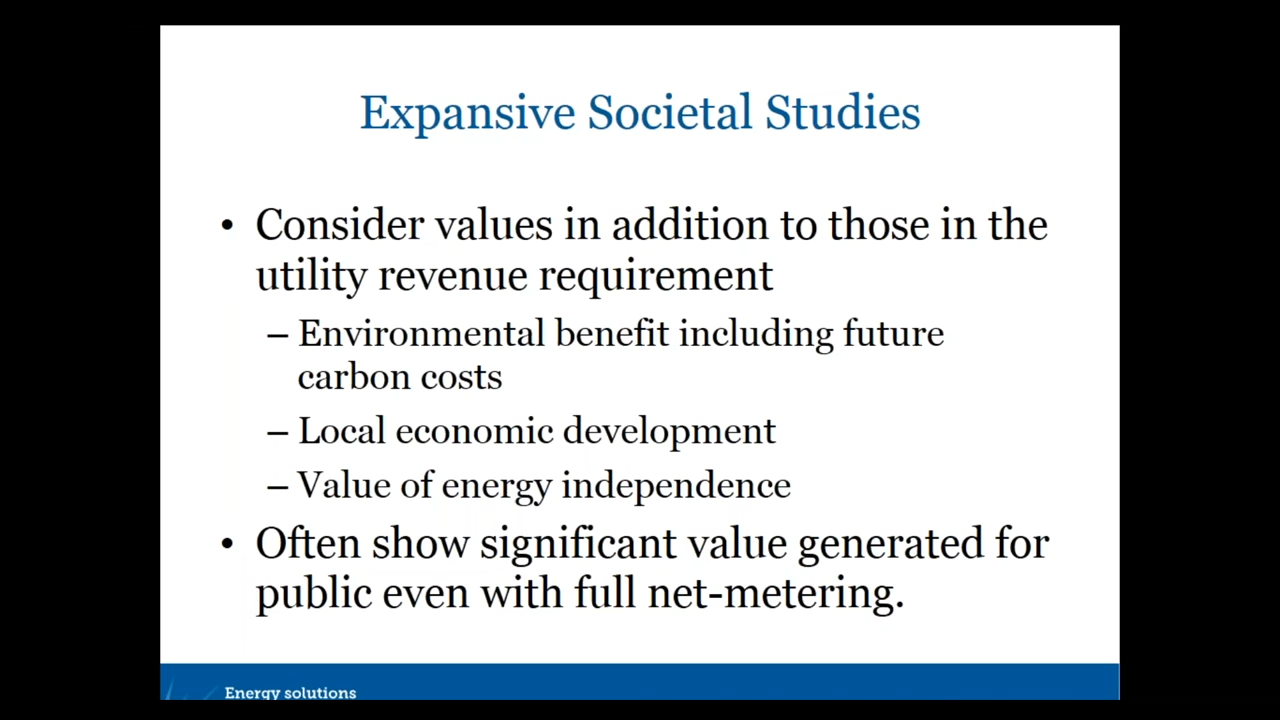 Expansive Societal Studies
• Consider values in addition to those in the
utility revenue requirement
– Environmental benefit including future
carbon costs
– Local economic development
– Value of energy independence
• Often show significant value generated for
public even with full net-metering.
Energy solutions